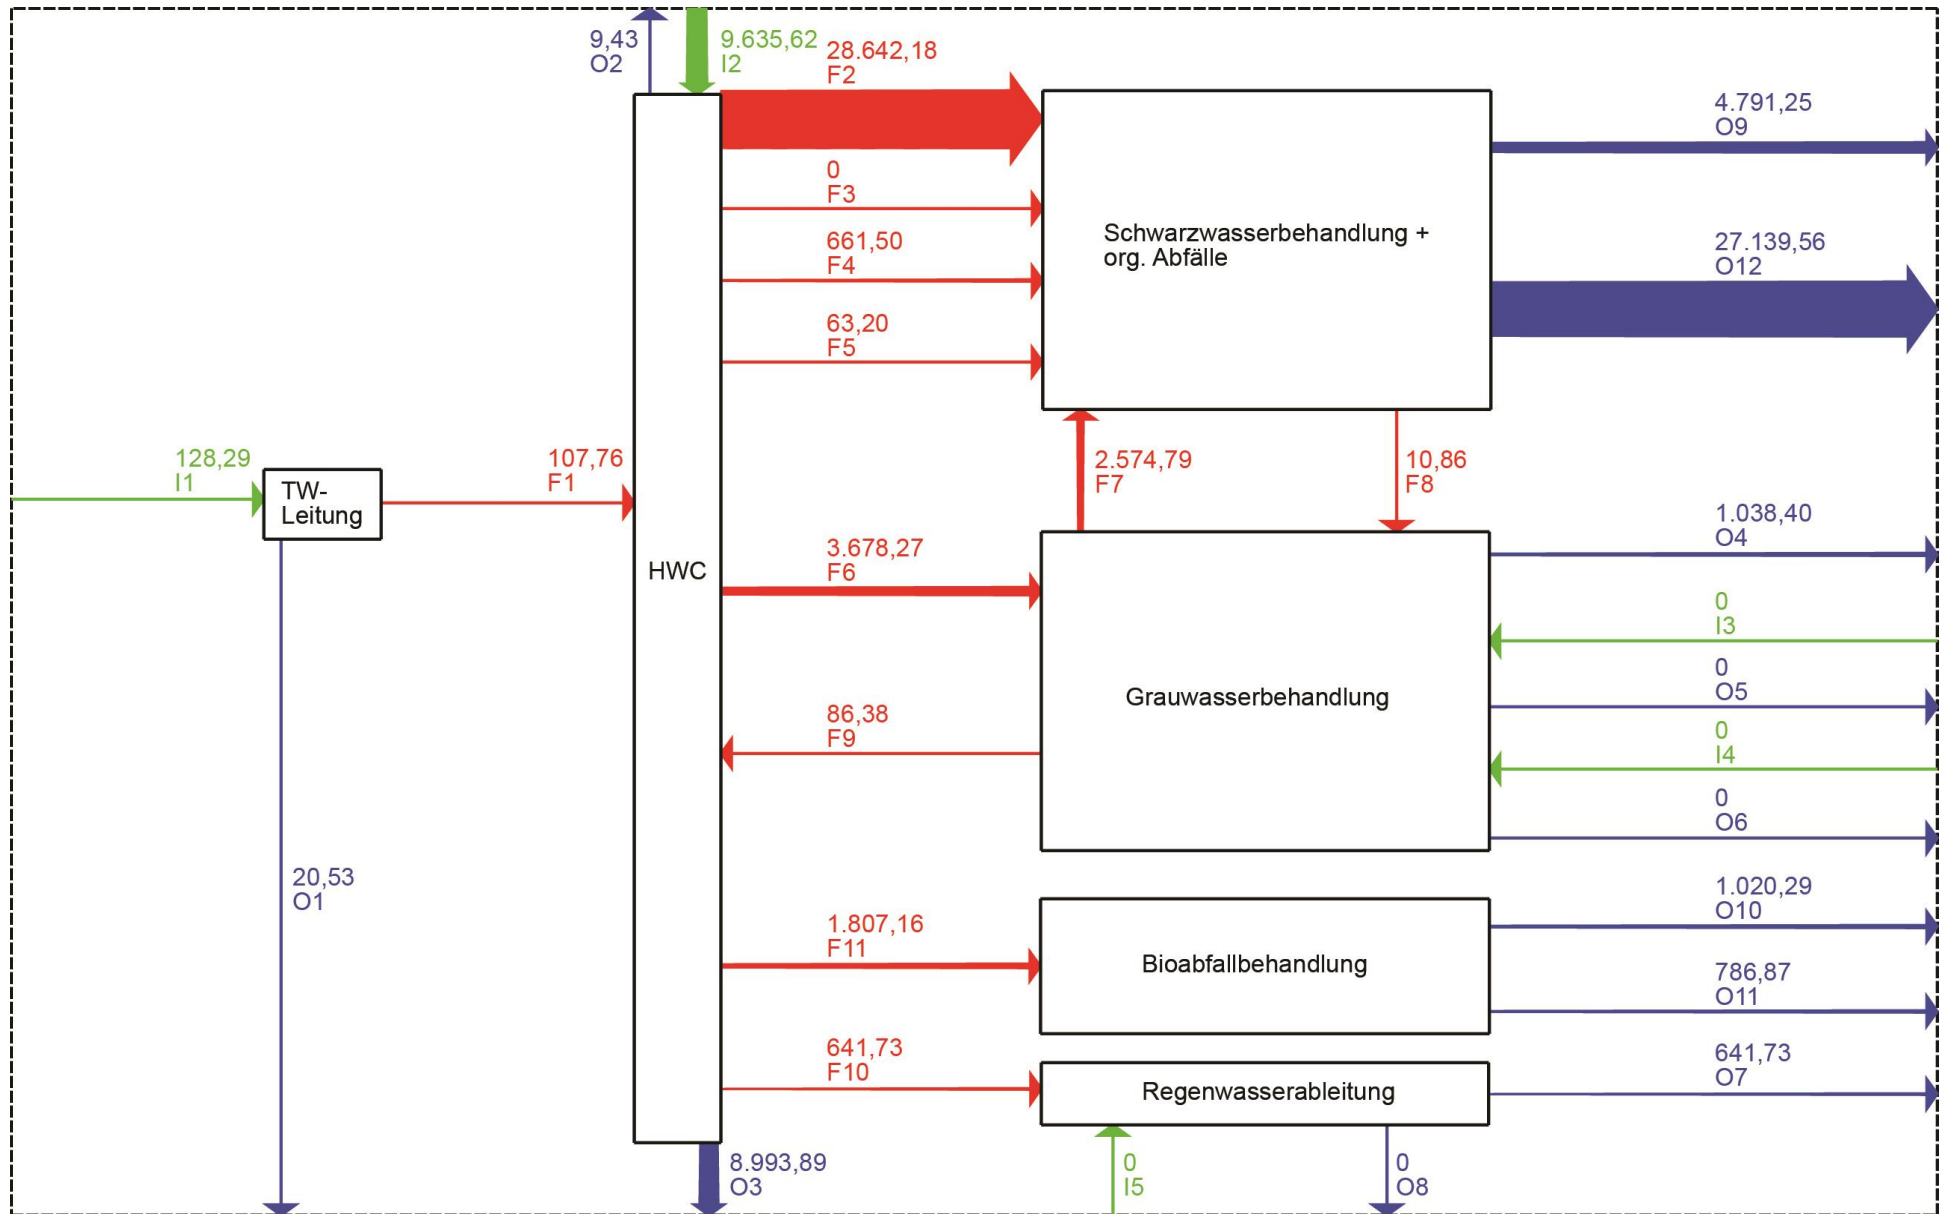 9,43
O2
9.635,62
I2
28.642,18
F2
0
F3
661,50
F4
63,20
F5
Schwarzwasserbehandlung +
org. Abfälle
4.791,25
O9
27.139,56
O12
128,29
I1
TW-
Leitung
107,76
F1
HWC
2.574,79
F7
10,86
F8
3.678,27
F6
Grauwasserbehandlung
86,38
F9
1.038,40
O4
0
I3
0
O5
0
I4
0
O6
20,53
O1
1.807,16
F11
Bioabfallbehandlung
1.020,29
O10
786,87
O11
641,73
F10
Regenwasserableitung
641,73
O7
8.993,89
O3
0
I5
0
O8